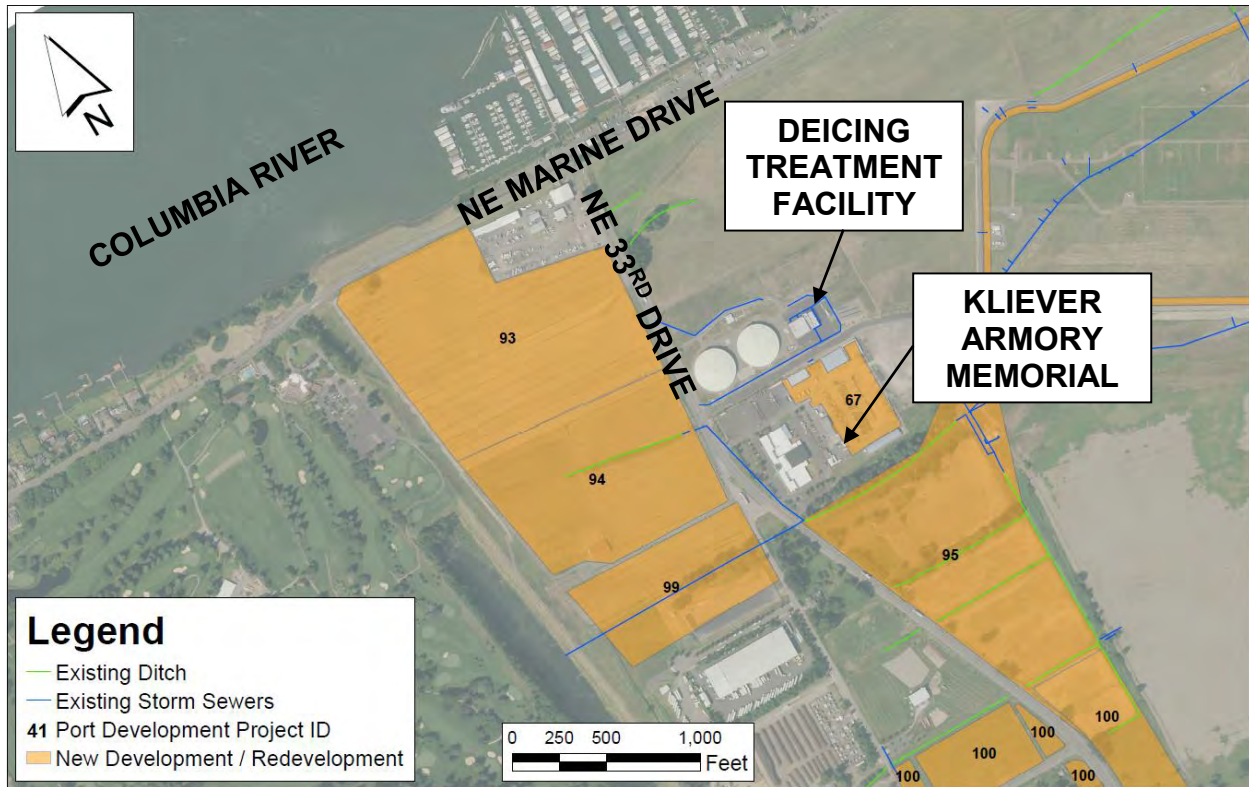 N
COLUMBIA RIVER
NE MARINE DRIVE
NE 33RD DRIVE
DEICING
TREATMENT
FACILITY
KLIEVER
ARMORY
MEMORIAL
93
67
94
95
99
100
100
100
100
100
Legend
Existing Ditch
Existing Storm Sewers
41 Port Development Project ID
New Development / Redevelopment
0 250 500 1,000
Feet